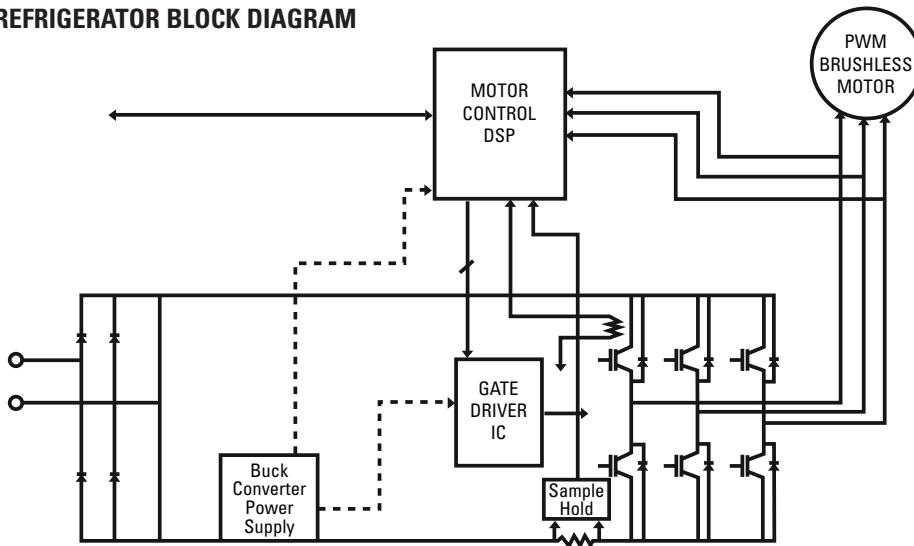 REFRIGERATOR BLOCK DIAGRAM
PWM
BRUSHLESS
MOTOR
MOTOR
CONTROL
DSP
GATE
DRIVER
IC
Buck
Converter
Power
Supply
Sample
Hold